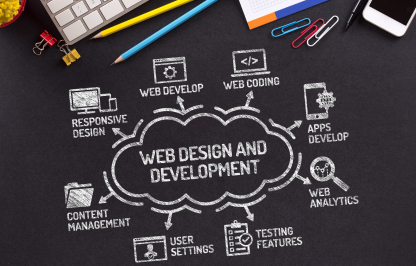 WEB DEVELOP
WEB CODING
RESPONSIVE
DESIGN
APPS
DEVELOP
WEB DESIGN AND
DEVELOPMENT
WEB
ANALYTICS
CONTENT
MANAGEMENT
USER
SETTINGS
TESTING
FEATURES